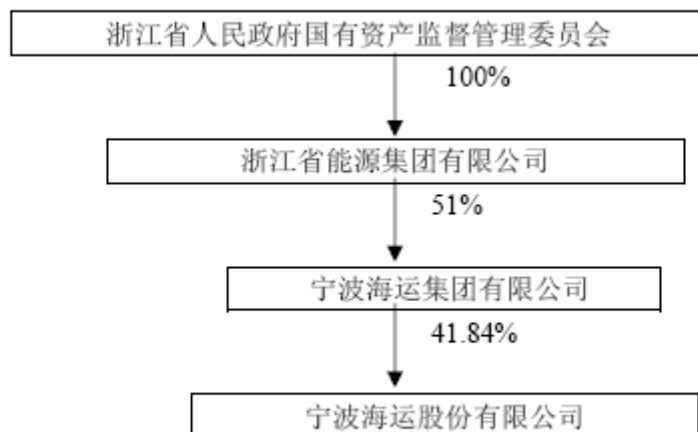 浙江省人民政府国有资产监督管理委员会
100%
浙江省能源集团有限公司
51%
宁波海运集团有限公司
41.84%
宁波海运股份有限公司